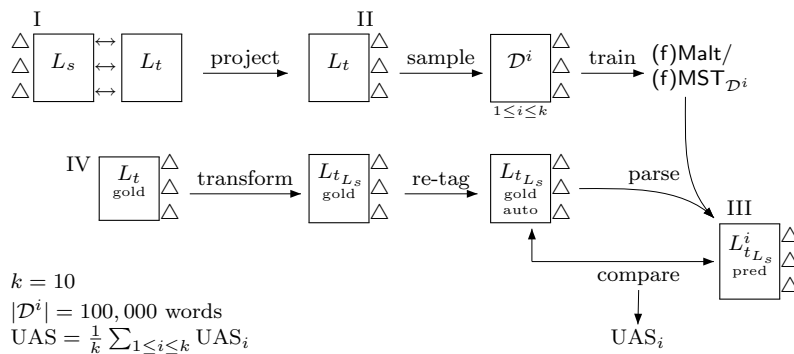 I
II
L_s ↔ L_t
project
L_t
sample
𝒟^i
1≤i≤k
train
(f)Malt/
(f)MST_{𝒟^i}
IV
L_t
gold
transform
L_{t_{L_s}}
gold
re-tag
L_{t_{L_s}}
gold
auto
parse
III
L^i_{t_{L_s}}
pred
compare
UAS_i
k = 10
|𝒟^i| = 100,000 words
UAS = \frac{1}{k} ∑_{1≤i≤k} UAS_i